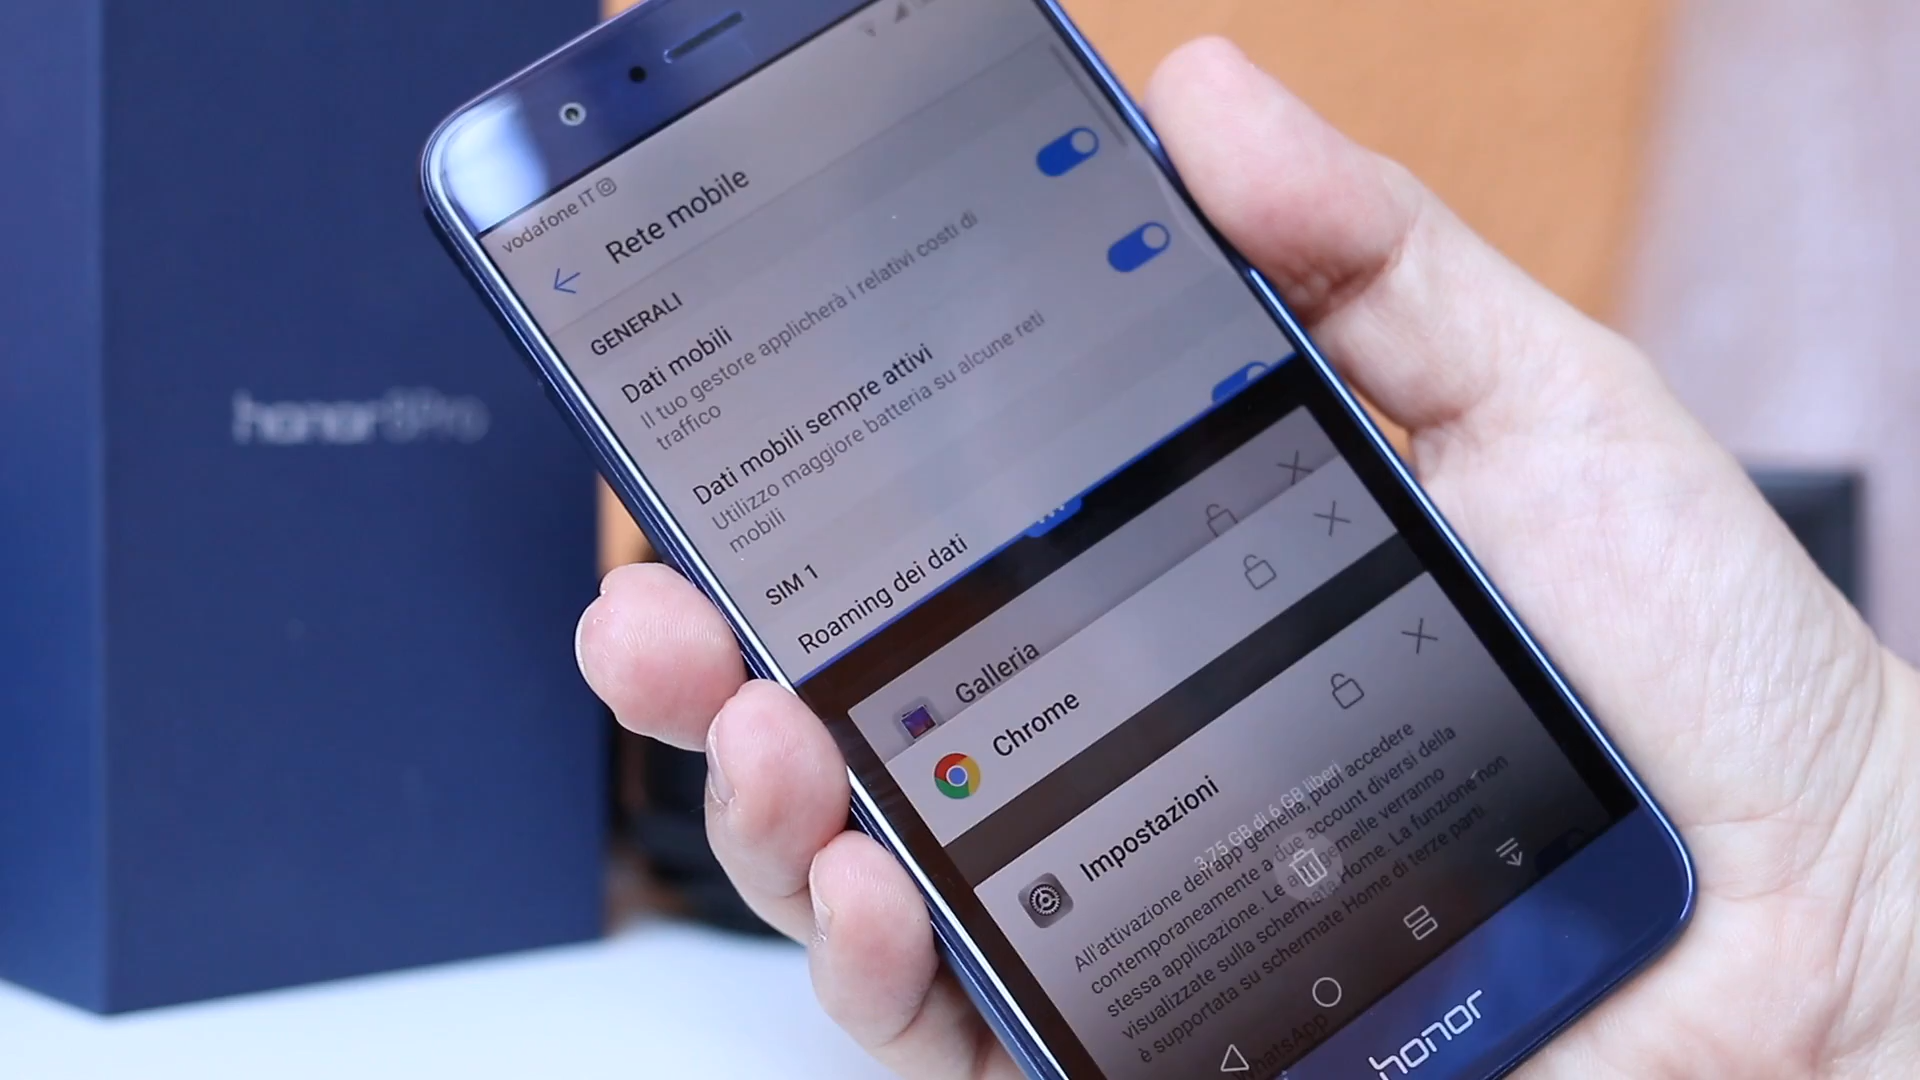 honor 8 Pro
vodafone IT
Rete mobile
GENERALI
Dati mobili
Il tuo gestore applicherà i relativi costi di
traffico
Dati mobili sempre attivi
Utilizzo maggiore batteria su alcune reti
mobili
SIM 1
Roaming dei dati
Galleria
Chrome
Impostazioni
3,75 GB di 6 GB liberi
All'attivazione dell'app gemella, puoi accedere
contemporaneamente a due account diversi della
stessa applicazione. Le app gemelle verranno
visualizzate sulla schermata Home. La funzione non
è supportata su schermate Home di terze parti.
WhatsApp
honor